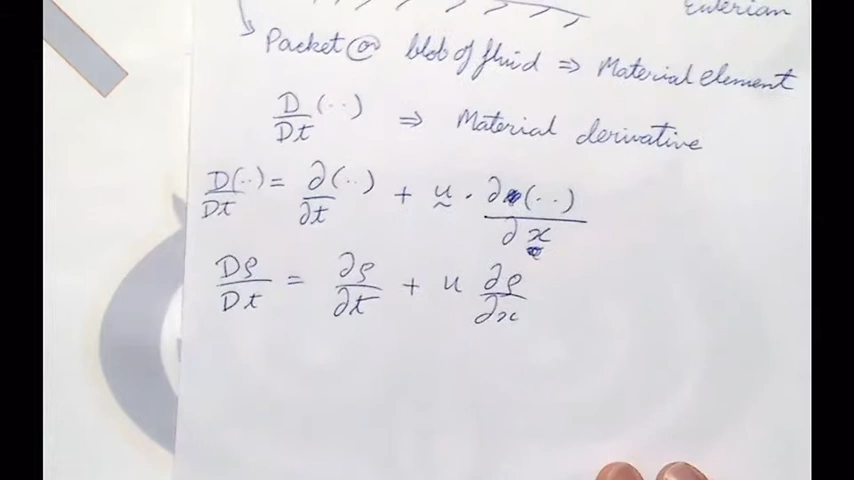 Eulerian
Packet or blob of fluid ⇒ Material element
D/Dt (··) ⇒ Material derivative
D(··)/Dt = ∂(··)/∂t + u · ∂(··)/∂x
Dρ/Dt = ∂ρ/∂t + u ∂ρ/∂x